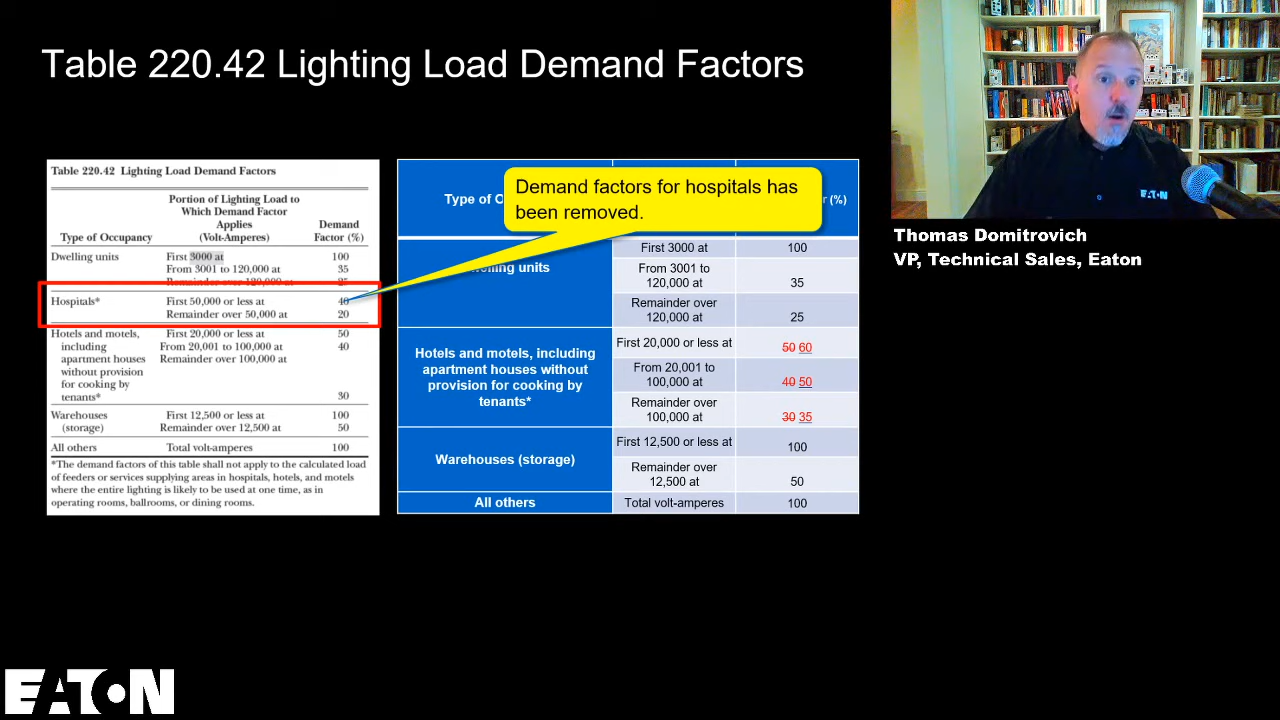 Table 220.42 Lighting Load Demand Factors
Table 220.42 Lighting Load Demand Factors
Portion of Lighting Load to
Which Demand Factor
Applies
Demand
Type of Occupancy
(Volt-Amperes)
Factor (%)
Dwelling units
First 3000 at
100
From 3001 to 120,000 at
35
Remainder over 120,000 at
25
Hospitals*
First 50,000 or less at
40
Remainder over 50,000 at
20
Hotels and motels,
First 20,000 or less at
50
including
From 20,001 to 100,000 at
40
apartment houses
Remainder over 100,000 at
without provision
for cooking by
tenants*
30
Warehouses
First 12,500 or less at
100
(storage)
Remainder over 12,500 at
50
All others
Total volt-amperes
100
*The demand factors of this table shall not apply to the calculated load
of feeders or services supplying areas in hospitals, hotels, and motels
where the entire lighting is likely to be used at one time, as in
operating rooms, ballrooms, or dining rooms.
Demand factors for hospitals has
been removed.
Type of
(%)
units
First 3000 at
100
From 3001 to
120,000 at
35
Remainder over
120,000 at
25
Hotels and motels, including
apartment houses without
provision for cooking by
tenants*
First 20,000 or less at
50 60
From 20,001 to
100,000 at
40 50
Remainder over
100,000 at
30 35
Warehouses (storage)
First 12,500 or less at
100
Remainder over
12,500 at
50
All others
Total volt-amperes
100
EATON
Thomas Domitrovich
VP, Technical Sales, Eaton
EATON